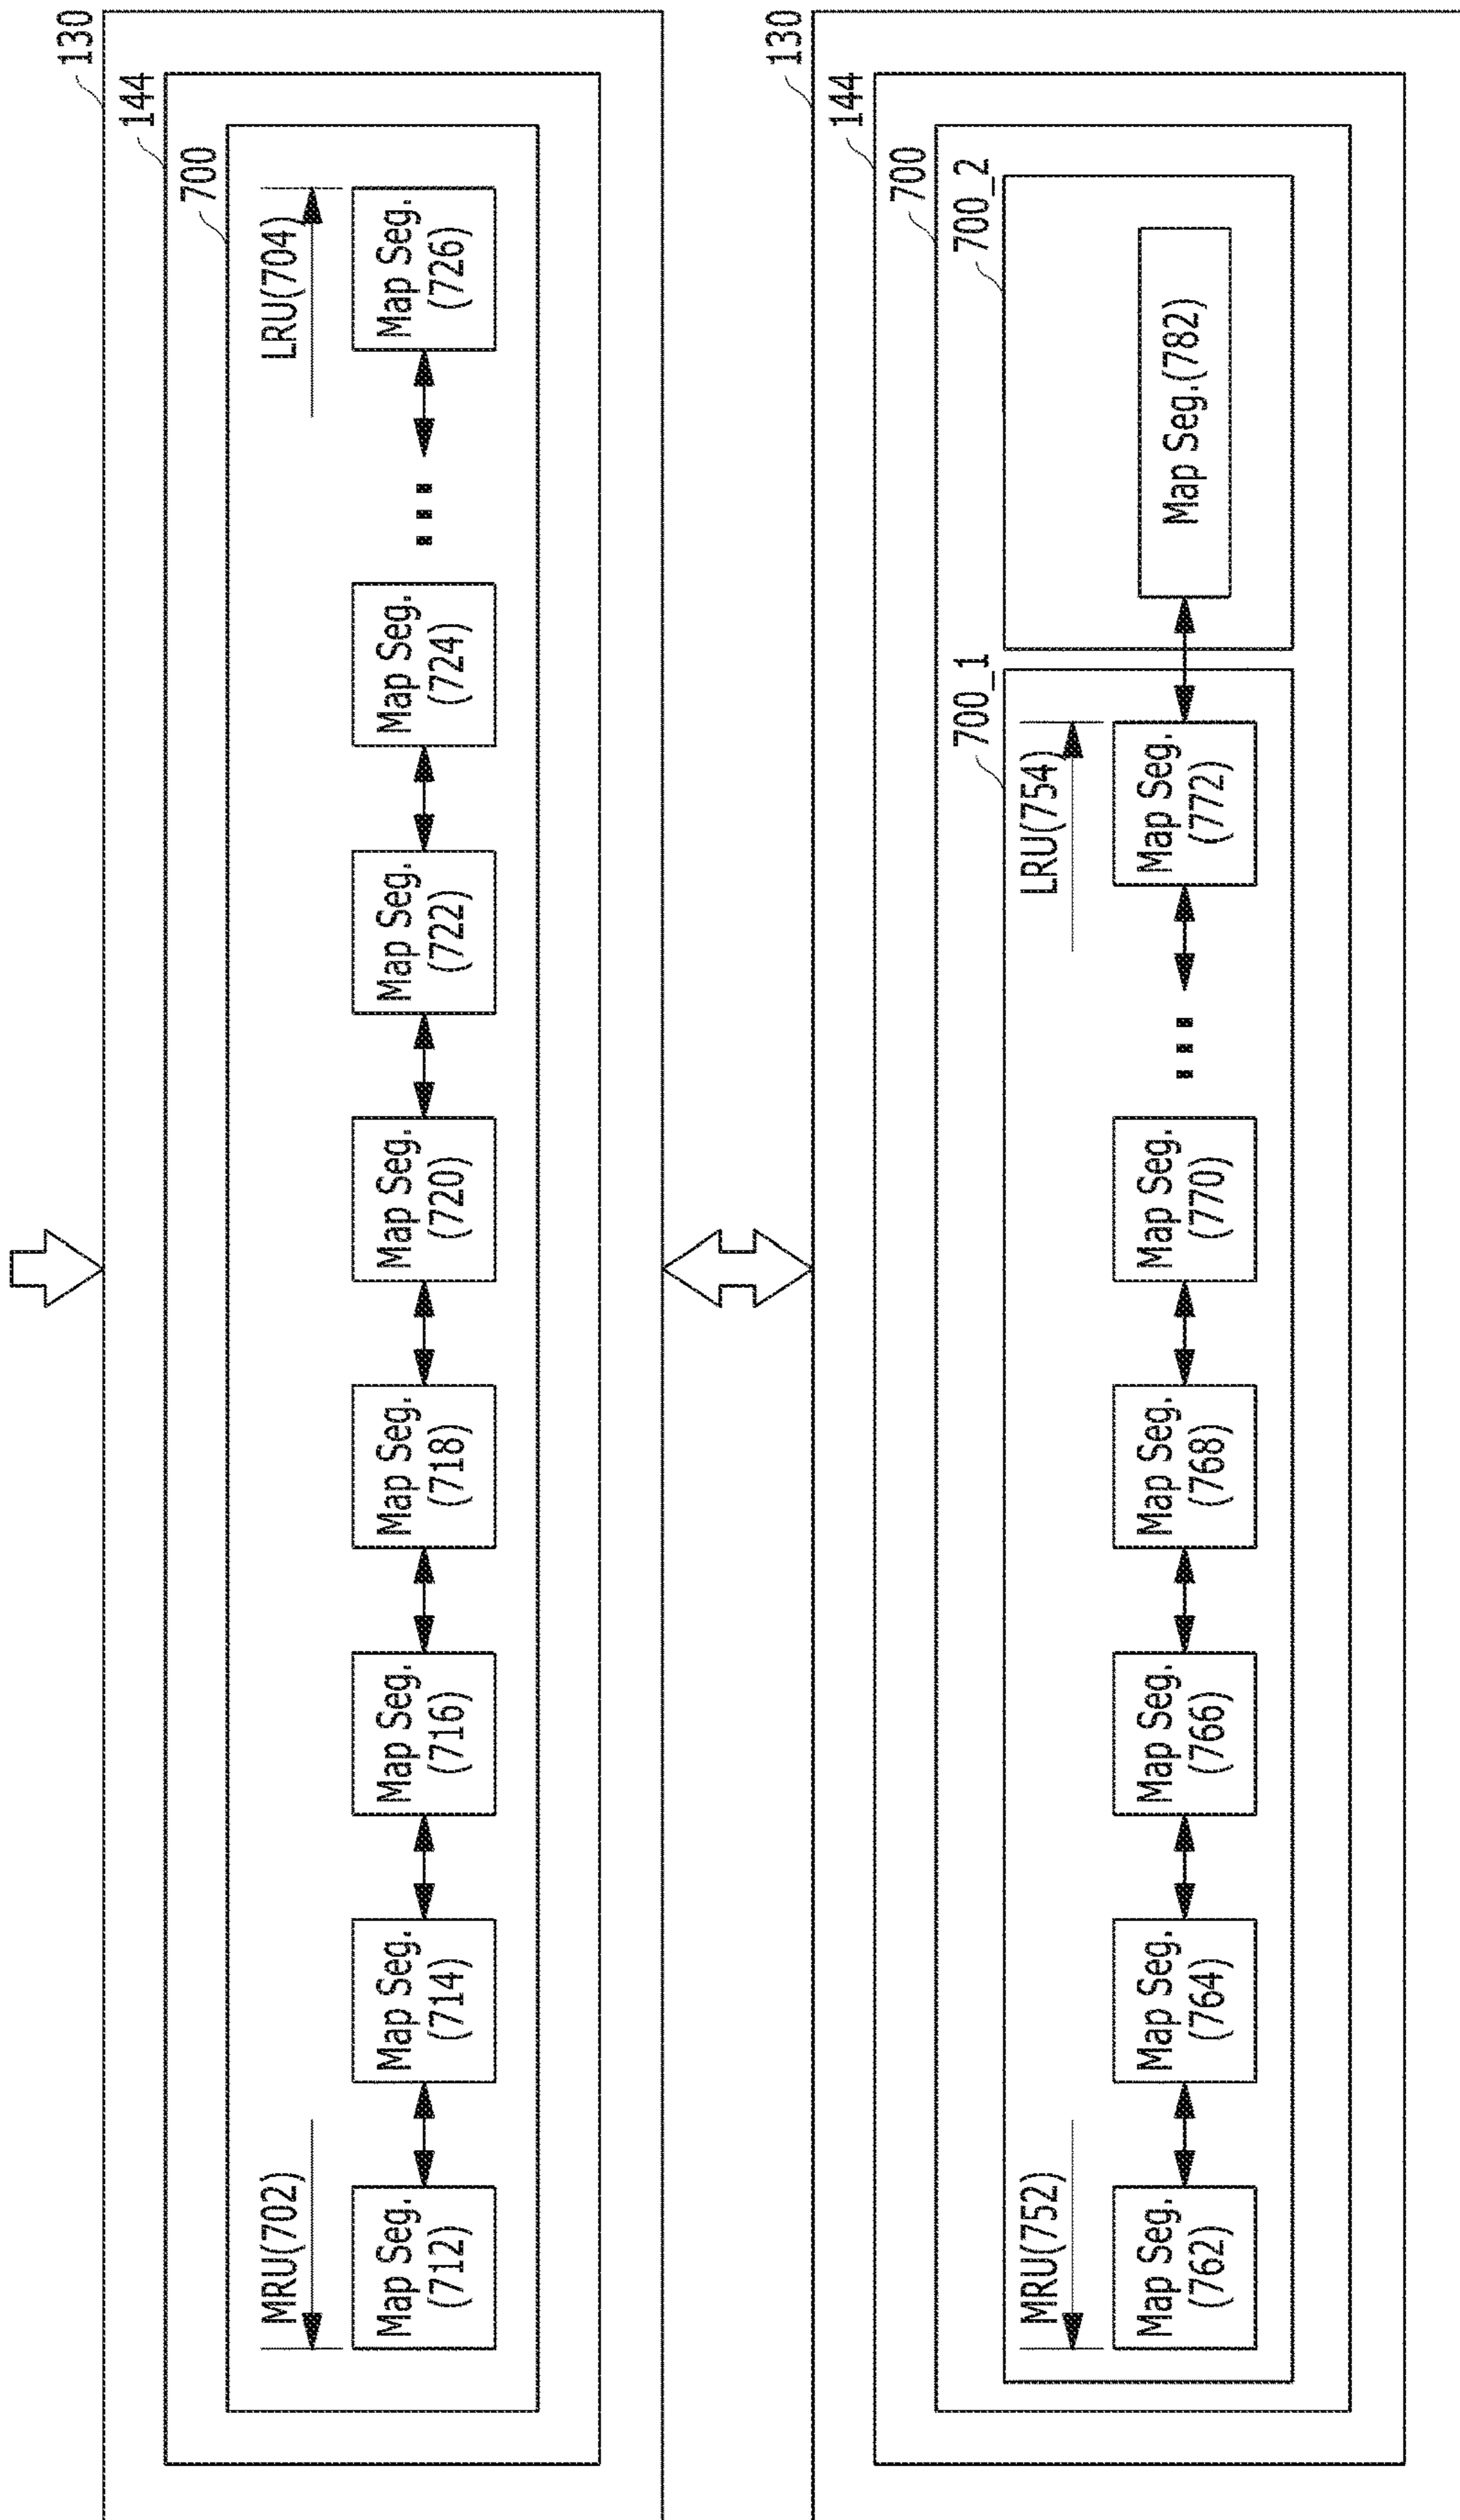 130
144
700
MRU(702)
LRU(704)
Map Seg.
(712)
Map Seg.
(714)
Map Seg.
(716)
Map Seg.
(718)
Map Seg.
(720)
Map Seg.
(722)
Map Seg.
(724)
...
Map Seg.
(726)
130
144
700
700_1
700_2
MRU(752)
LRU(754)
Map Seg.
(762)
Map Seg.
(764)
Map Seg.
(766)
Map Seg.
(768)
Map Seg.
(770)
...
Map Seg.
(772)
Map Seg.(782)